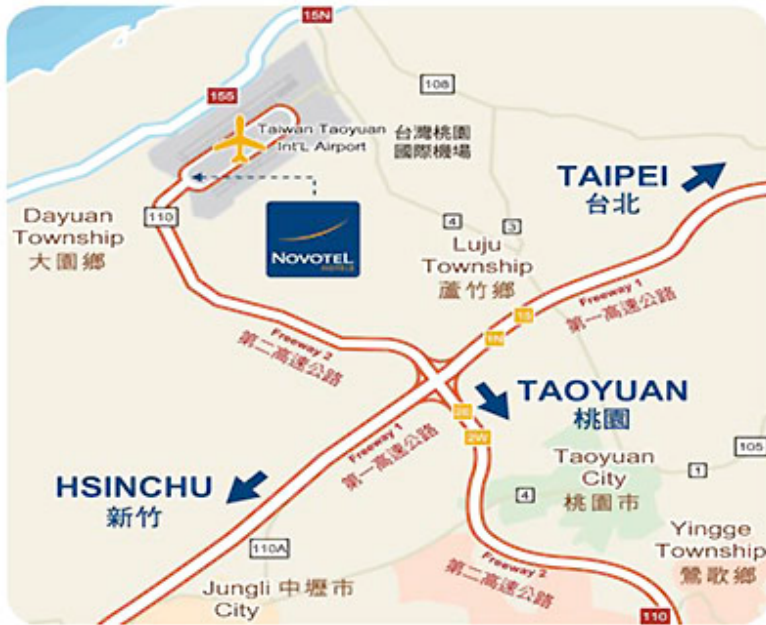 15N
108
15S
Taiwan Taoyuan
Int'L Airport
台灣桃園
國際機場
TAIPEI
台北
110
Dayuan
Township
大園鄉
NOVOTEL
HOTELS
4
3
Luju
Township
蘆竹鄉
Freeway 1
第一高速公路
1S
1N
Freeway 2
第二高速公路
TAOYUAN
桃園
2E
2W
Freeway 1
第一高速公路
HSINCHU
新竹
Taoyuan
City
桃園市
105
1
4
110A
Yingge
Township
鶯歌鄉
Freeway 2
第二高速公路
Jungli 中壢市
City
110